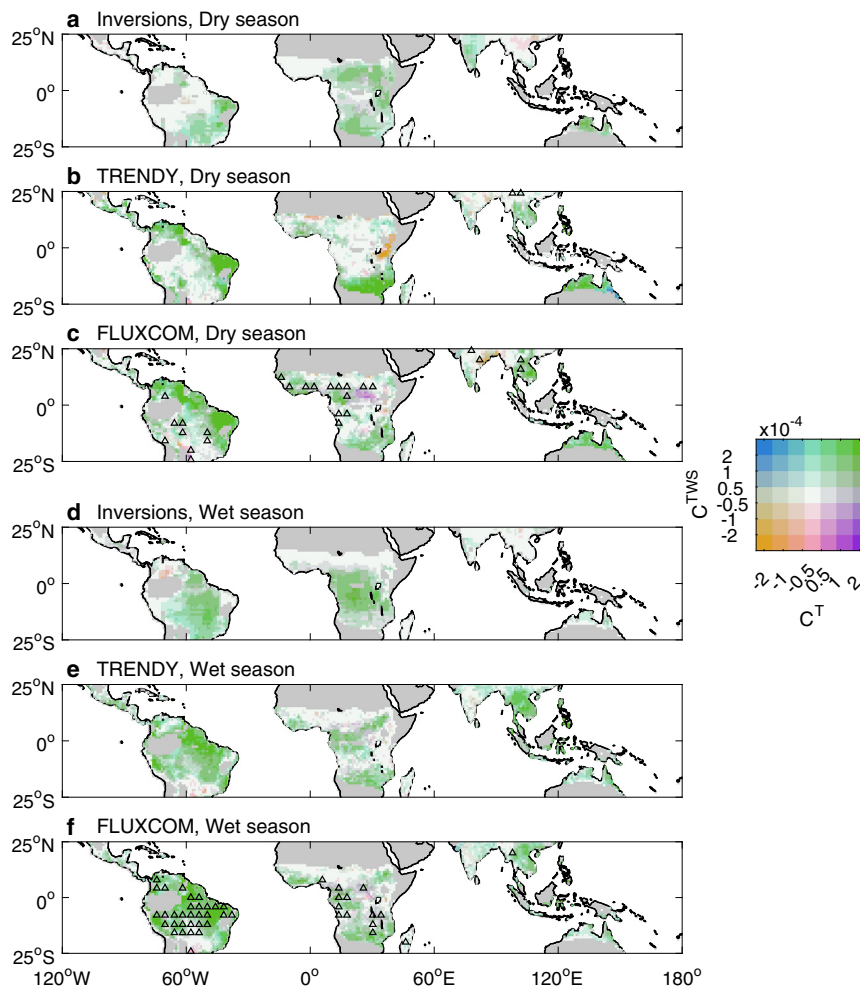 a Inversions, Dry season
25°N
0°
25°S
b TRENDY, Dry season
25°N
0°
25°S
c FLUXCOM, Dry season
25°N
0°
25°S
x10⁻⁴
2
1
0.5
-0.5
-1
-2
C^TWS
-2 -1 -0.5 0.5 1 2
C^T
d Inversions, Wet season
25°N
0°
25°S
e TRENDY, Wet season
25°N
0°
25°S
f FLUXCOM, Wet season
25°N
0°
25°S
120°W 60°W 0° 60°E 120°E 180°